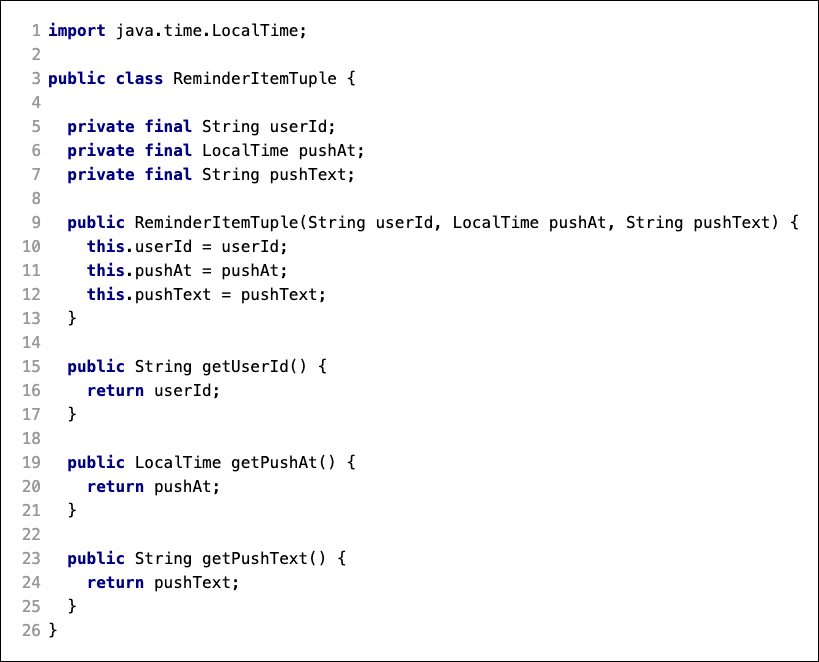 1 import java.time.LocalTime;
2
3 public class ReminderItemTuple {
4
5   private final String userId;
6   private final LocalTime pushAt;
7   private final String pushText;
8
9   public ReminderItemTuple(String userId, LocalTime pushAt, String pushText) {
10     this.userId = userId;
11     this.pushAt = pushAt;
12     this.pushText = pushText;
13   }
14
15   public String getUserId() {
16     return userId;
17   }
18
19   public LocalTime getPushAt() {
20     return pushAt;
21   }
22
23   public String getPushText() {
24     return pushText;
25   }
26 }